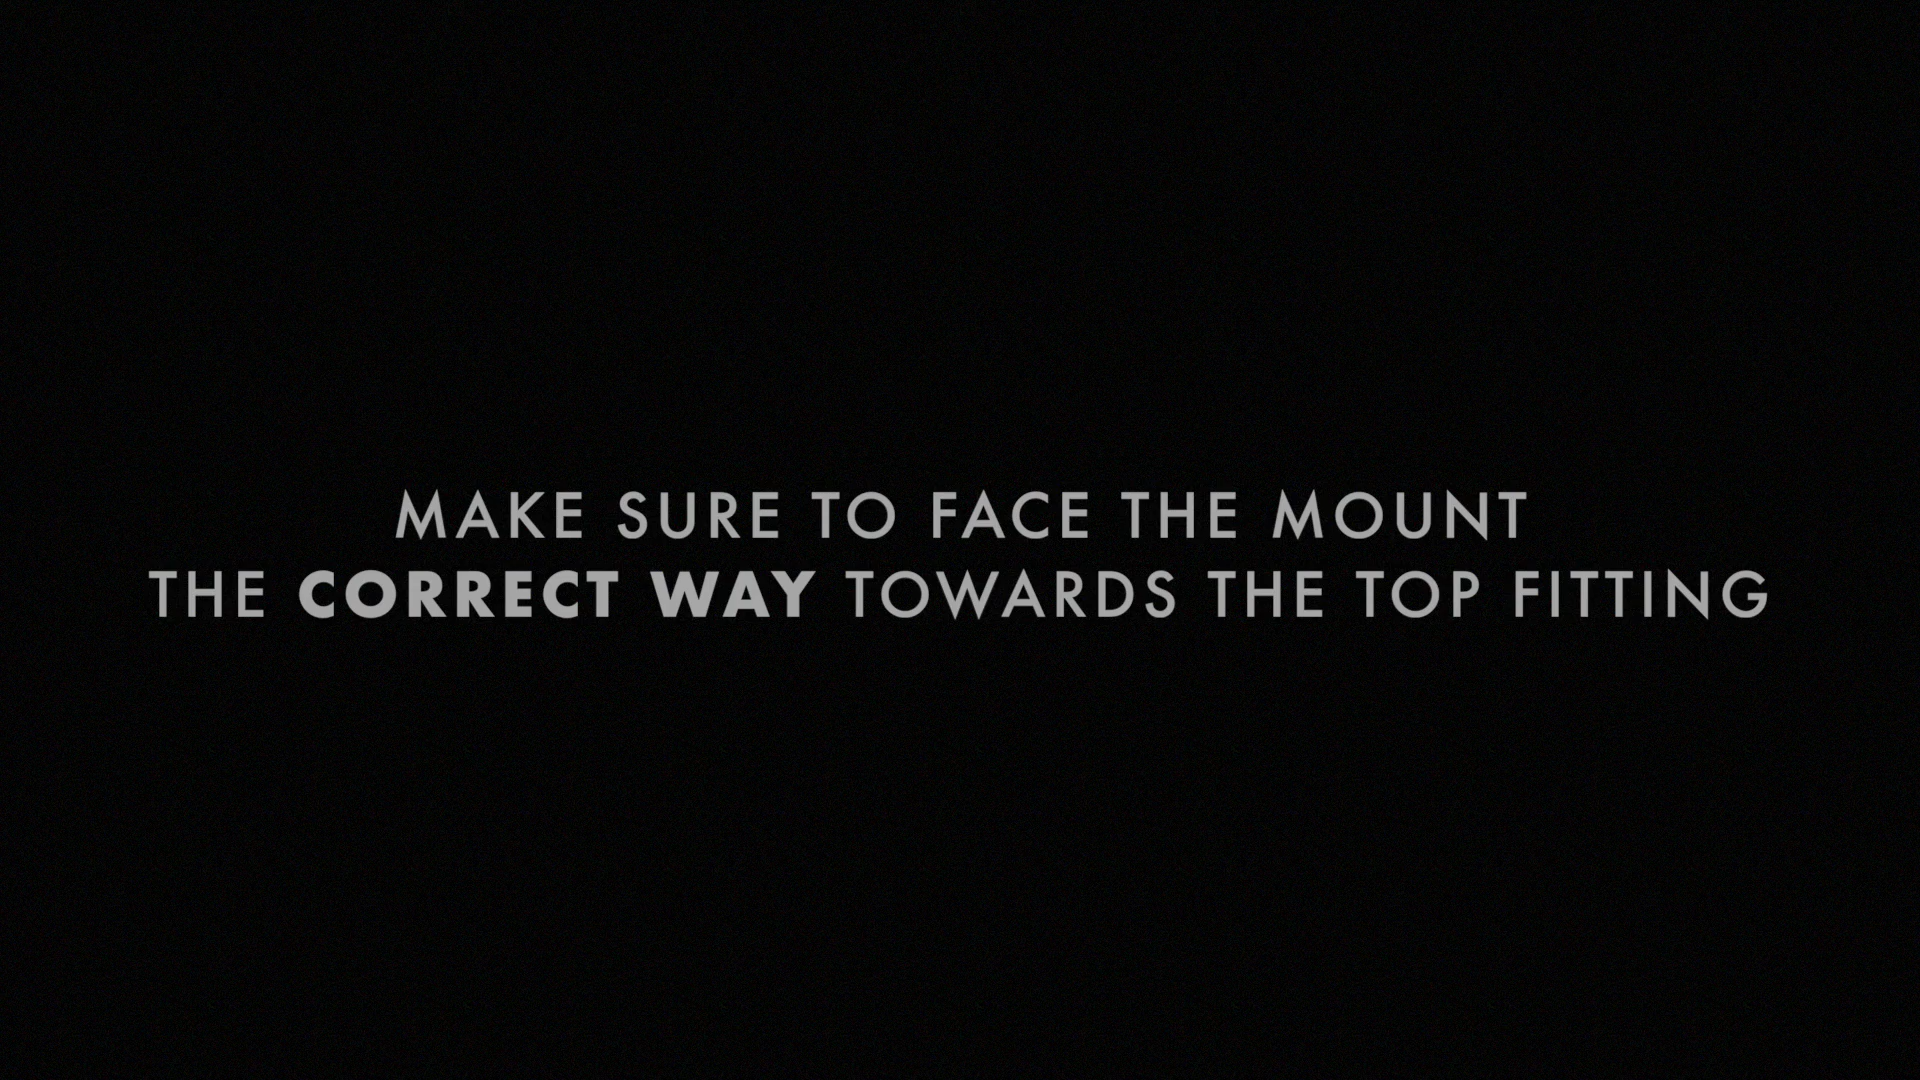 MAKE SURE TO FACE THE MOUNT
THE CORRECT WAY TOWARDS THE TOP FITTING